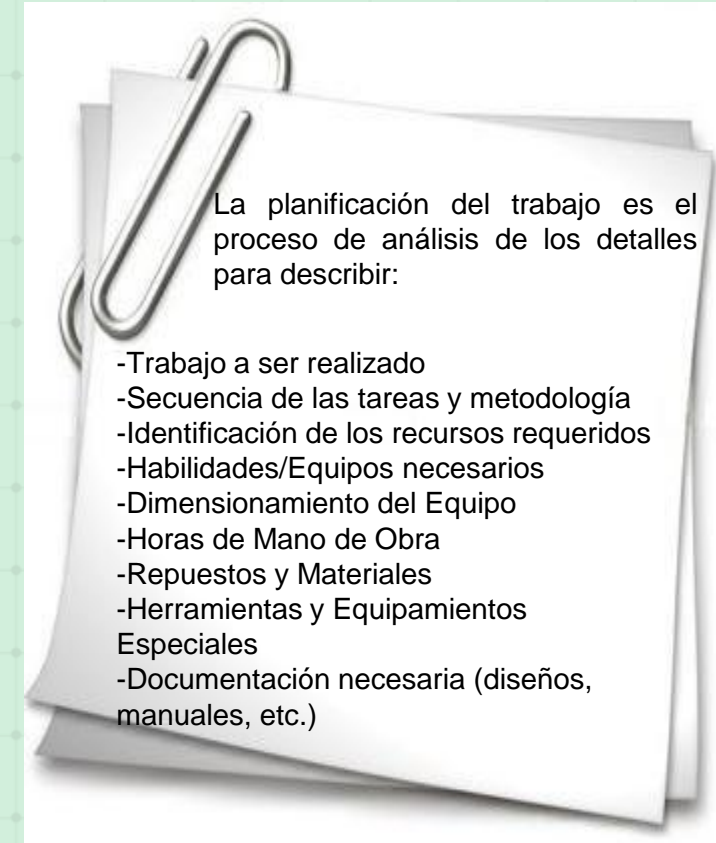 La planificación del trabajo es el
proceso de análisis de los detalles
para describir:
-Trabajo a ser realizado
-Secuencia de las tareas y metodología
-Identificación de los recursos requeridos
-Habilidades/Equipos necesarios
-Dimensionamiento del Equipo
-Horas de Mano de Obra
-Repuestos y Materiales
-Herramientas y Equipamientos
Especiales
-Documentación necesaria (diseños,
manuales, etc.)